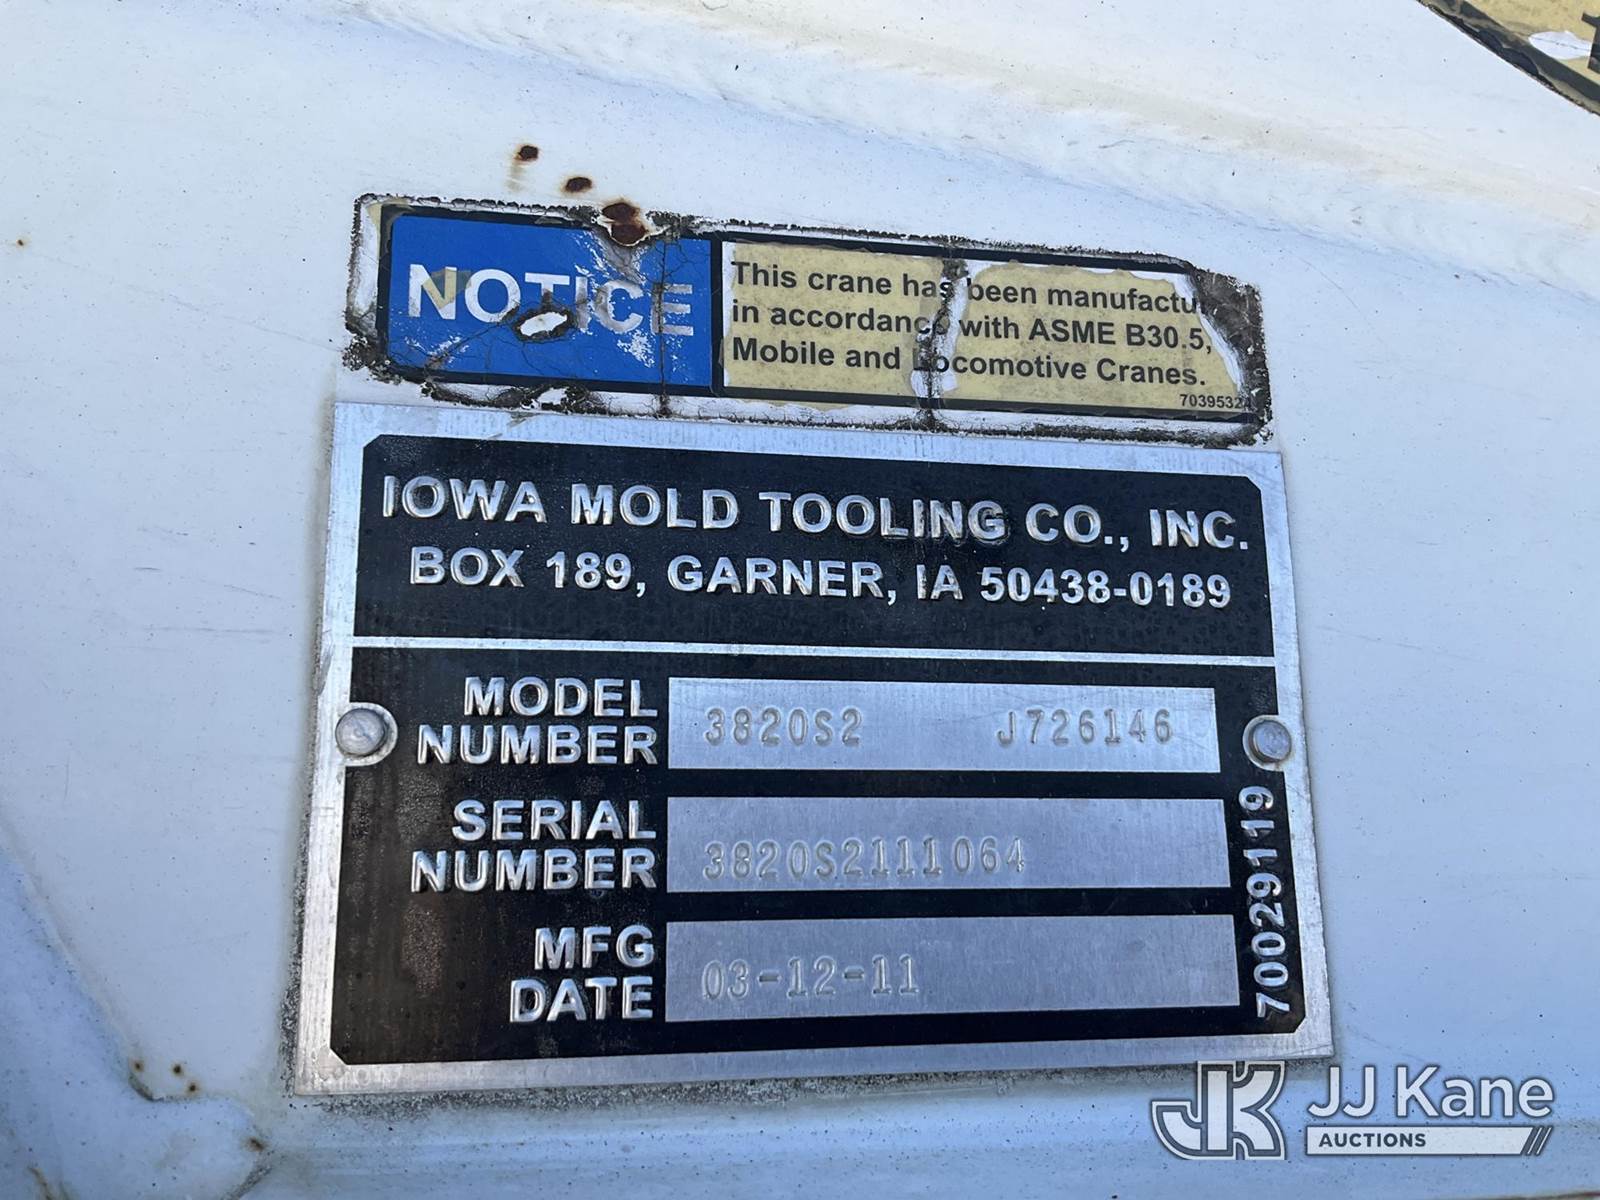 NOTICE
This crane has been manufactu
in accordance with ASME B30.5,
Mobile and Locomotive Cranes.
7039532
IOWA MOLD TOOLING CO., INC.
BOX 189, GARNER, IA 50438-0189
MODEL NUMBER 3820S2 J726146
SERIAL NUMBER 3820S2111064
MFG DATE 03-12-11
70029119
JK JJ Kane
AUCTIONS